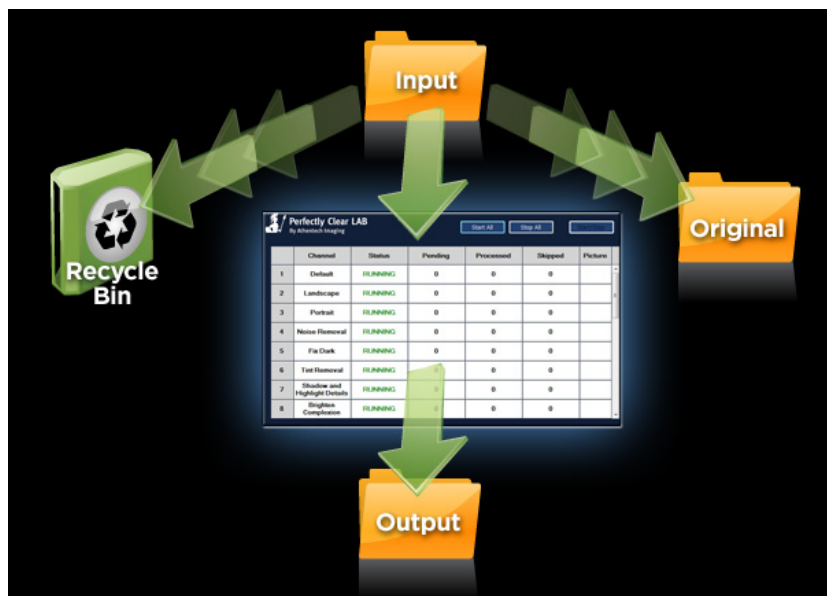 Input
Original
Recycle
Bin
Perfectly Clear LAB
By Athentech Imaging
Start All
Stop All
Channel Status Pending Processed Skipped Picture
1 Default RUNNING 0 0 0
2 Landscape RUNNING 0 0 0
3 Portrait RUNNING 0 0 0
4 Noise Removal RUNNING 0 0 0
5 Fix Dark RUNNING 0 0 0
6 Tint Removal RUNNING 0 0 0
7 Shadow and
Highlight Details RUNNING 0 0
8 Brighten
Complexion RUNNING 0 0
Output